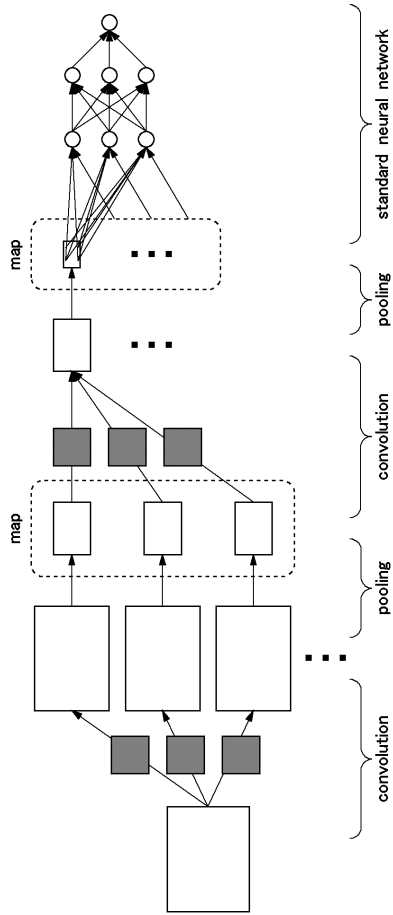 standard neural network
map
pooling
convolution
map
pooling
convolution